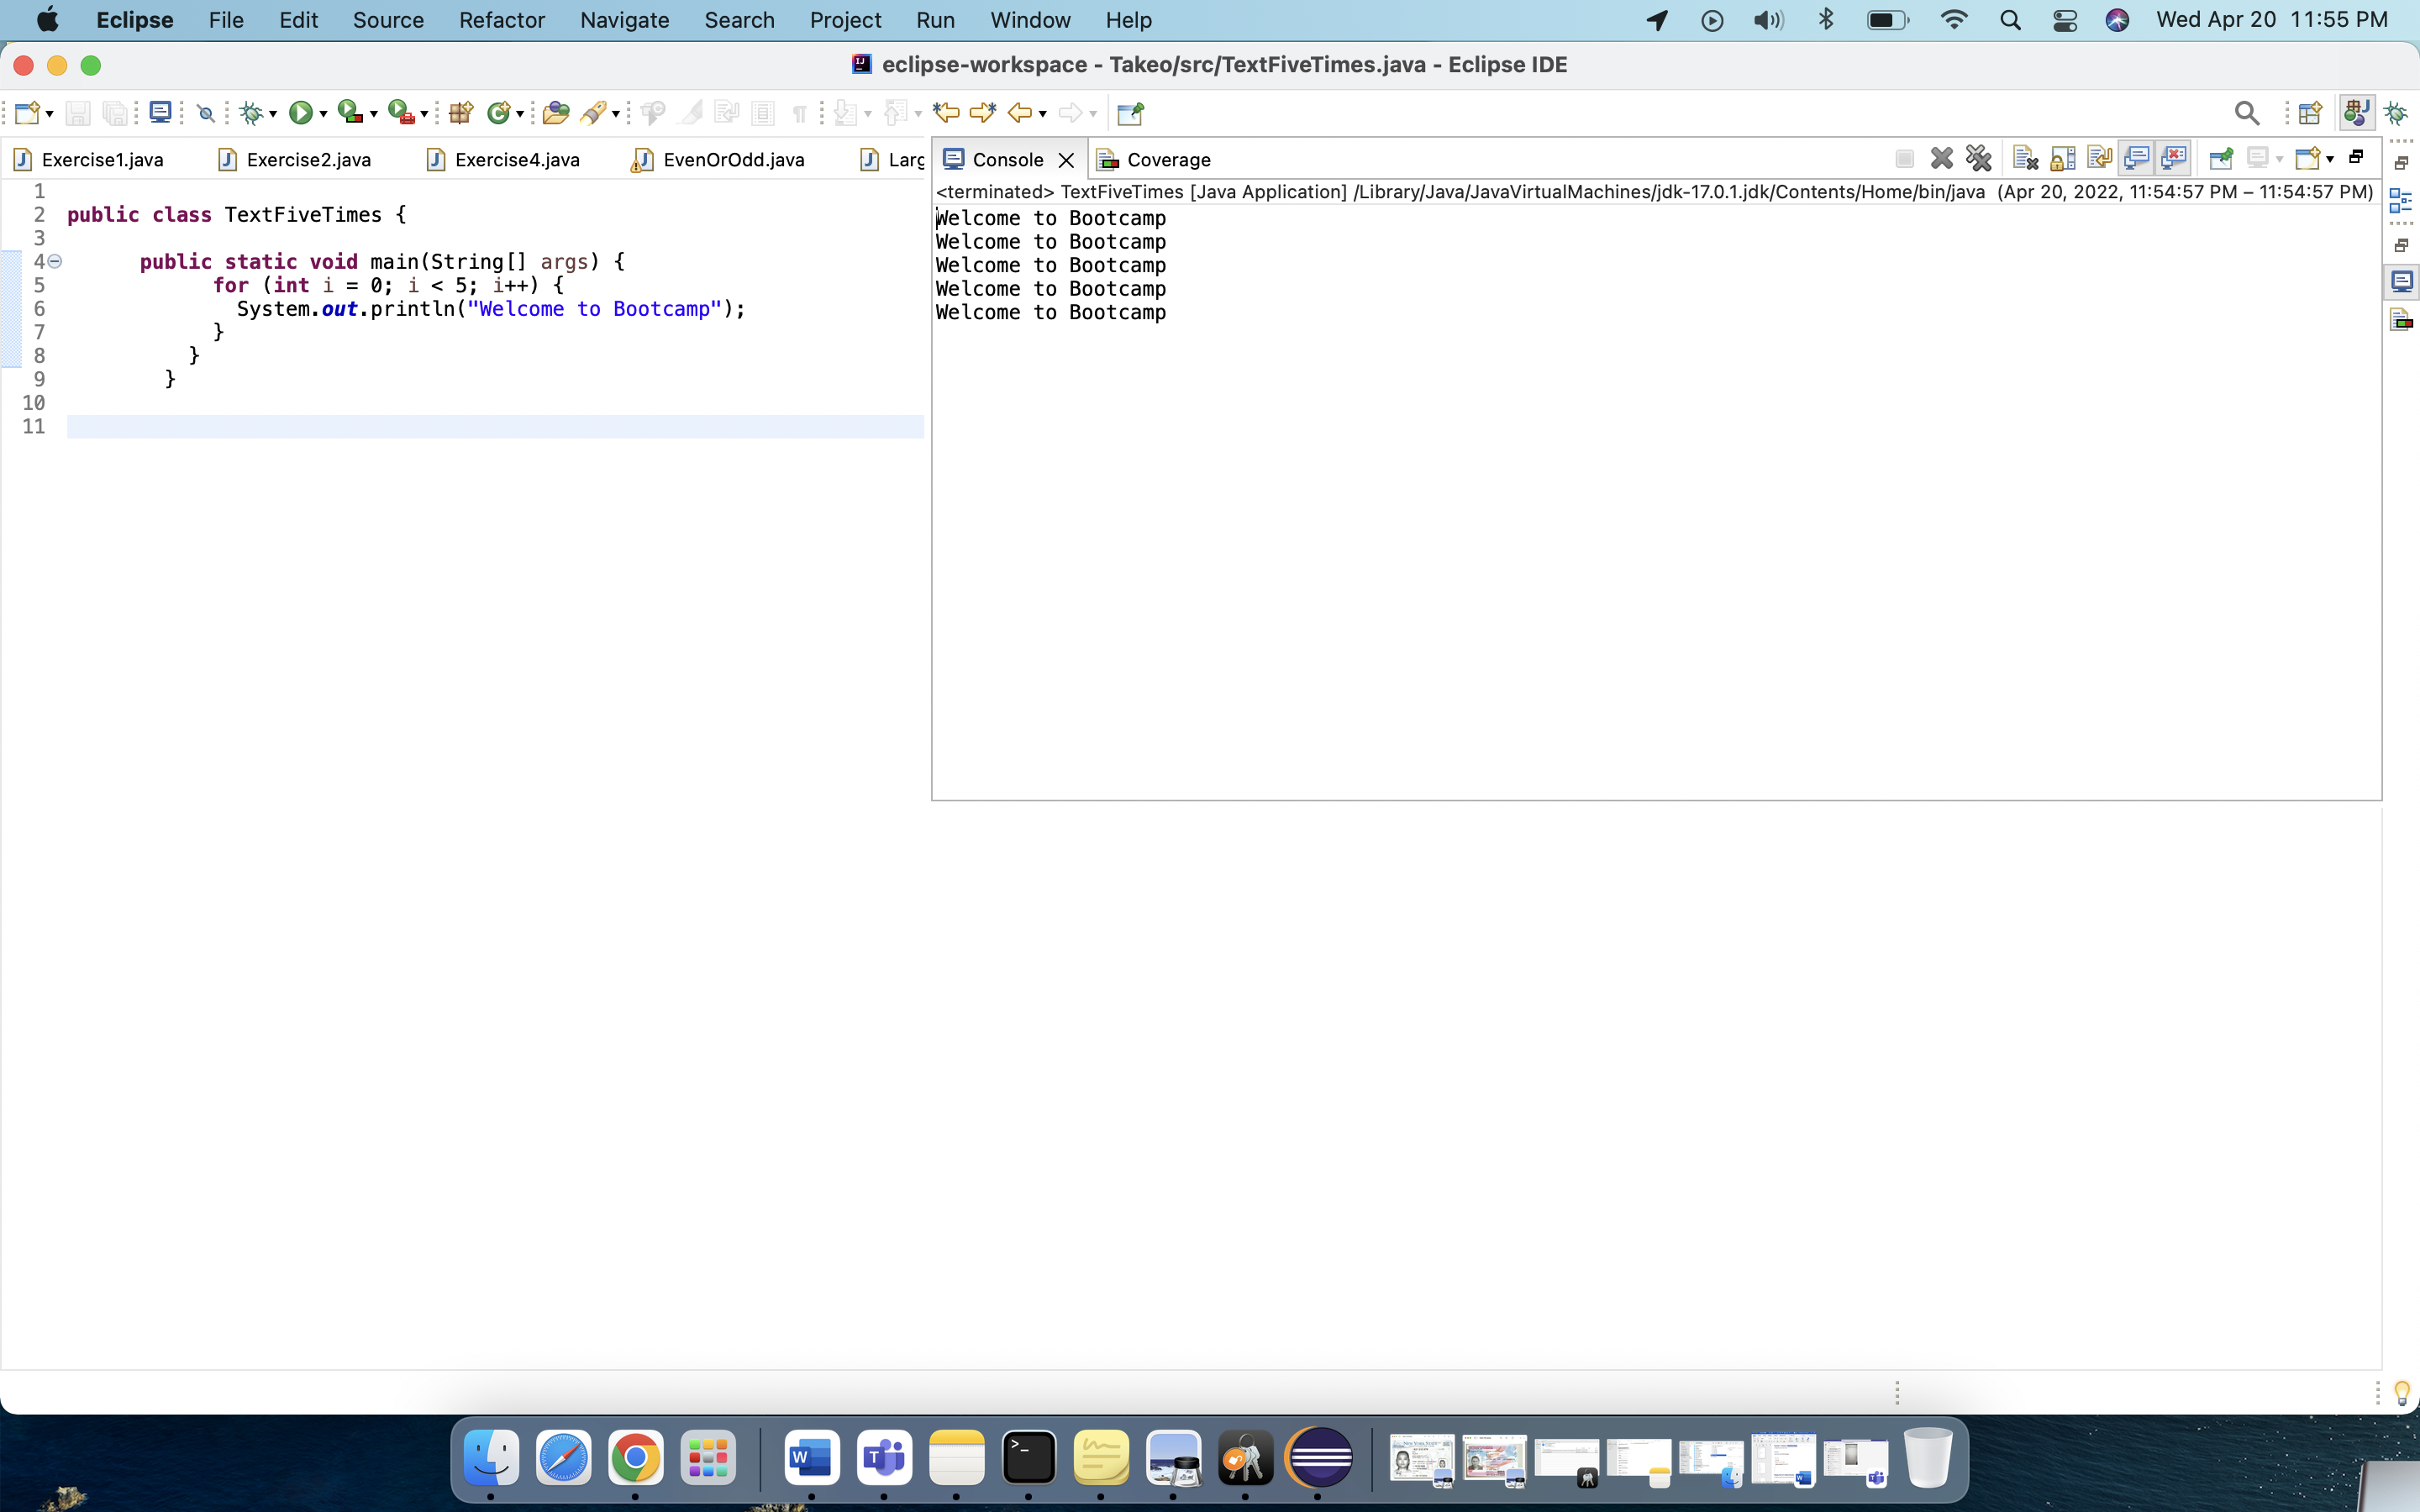 Eclipse File Edit Source Refactor Navigate Search Project Run Window Help Wed Apr 20 11:55 PM
eclipse-workspace - Takeo/src/TextFiveTimes.java - Eclipse IDE
Exercise1.java Exercise2.java Exercise4.java EvenOrOdd.java Larg Console Coverage
<terminated> TextFiveTimes [Java Application] /Library/Java/JavaVirtualMachines/jdk-17.0.1.jdk/Contents/Home/bin/java (Apr 20, 2022, 11:54:57 PM – 11:54:57 PM)
1
2 public class TextFiveTimes {
3
4 public static void main(String[] args) {
5 for (int i = 0; i < 5; i++) {
6 System.out.println("Welcome to Bootcamp");
7 }
8 }
9 }
10
11
Welcome to Bootcamp
Welcome to Bootcamp
Welcome to Bootcamp
Welcome to Bootcamp
Welcome to Bootcamp